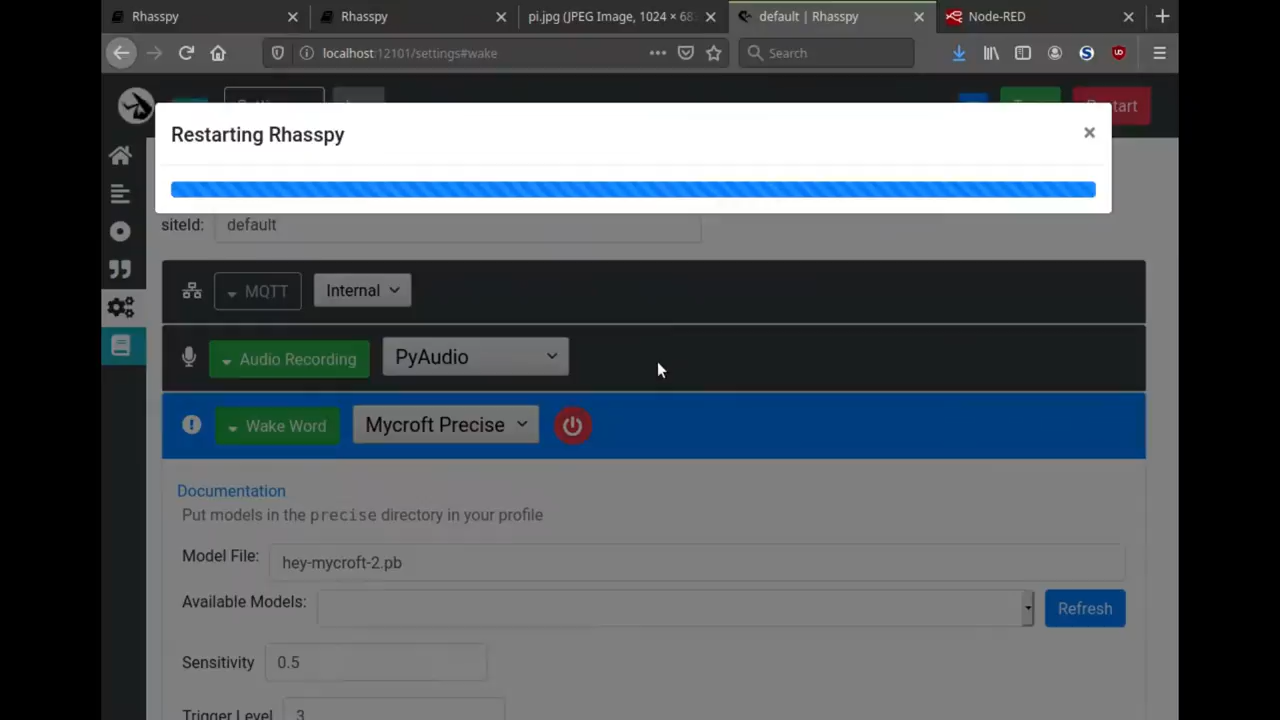 Rhasspy
Rhasspy
pi.jpg (JPEG Image, 1024 × 68
default | Rhasspy
Node-RED
localhost:12101/settings#wake
Search
Restarting Rhasspy
×
siteId: default
MQTT Internal
Audio Recording PyAudio
Wake Word Mycroft Precise
Documentation
Put models in the precise directory in your profile
Model File: hey-mycroft-2.pb
Available Models: Refresh
Sensitivity 0.5
Trigger Level 3